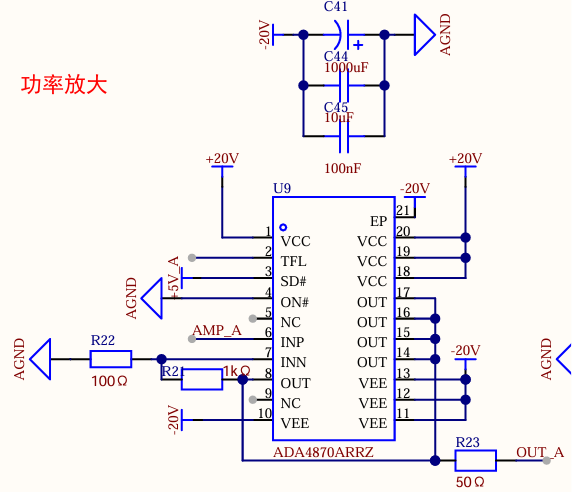 C41
-20V
AGND
C44
1000uF
C45
10uF
100nF
功率放大
+20V
U9
-20V
+20V
EP 21
1 VCC VCC 20
2 TFL VCC 19
+5V_A
3 SD# VCC 18
AGND
4 ON# OUT 17
5 NC OUT 16
AMP_A
6 INP OUT 15
AGND
R22
7 INN OUT 14
-20V
100Ω
R21
1kΩ
8 OUT VEE 13
9 NC VEE 12
-20V
10 VEE VEE 11
AGND
ADA4870ARRZ
R23
50Ω
OUT_A